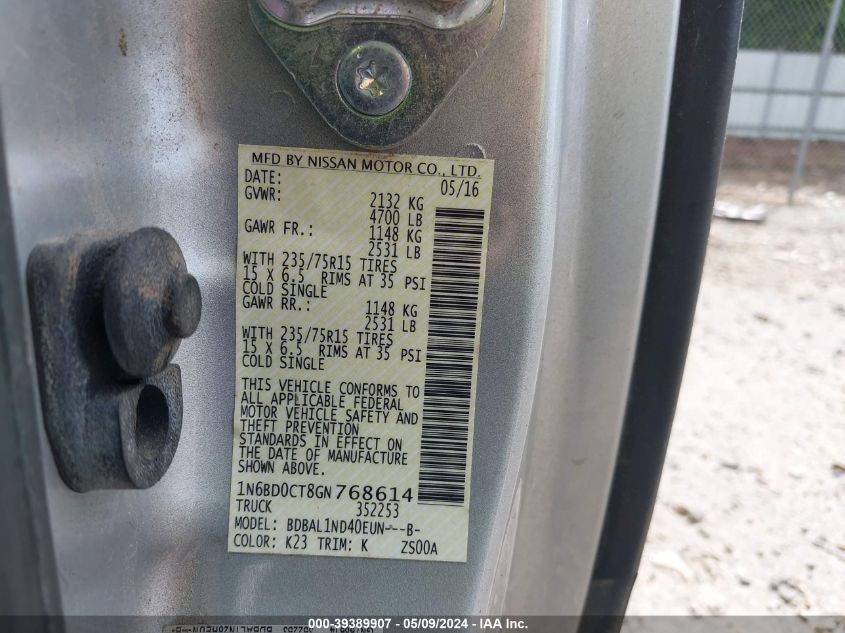 MFD BY NISSAN MOTOR CO., LTD.
DATE: 05/16
GVWR: 2132 KG
4700 LB
GAWR FR.: 1148 KG
2531 LB
WITH 235/75R15 TIRES
15 X 6.5 RIMS AT 35 PSI
COLD SINGLE
GAWR RR.: 1148 KG
2531 LB
WITH 235/75R15 TIRES
15 X 6.5 RIMS AT 35 PSI
COLD SINGLE
THIS VEHICLE CONFORMS TO
ALL APPLICABLE FEDERAL
MOTOR VEHICLE SAFETY AND
THEFT PREVENTION
STANDARDS IN EFFECT ON
THE DATE OF MANUFACTURE
SHOWN ABOVE.
1N6BD0CT8GN 768614
TRUCK 352253
MODEL: BDBAL1ND40EUN---B-
COLOR: K23 TRIM: K ZS00A
000-39389907 - 05/09/2024 - IAA Inc.